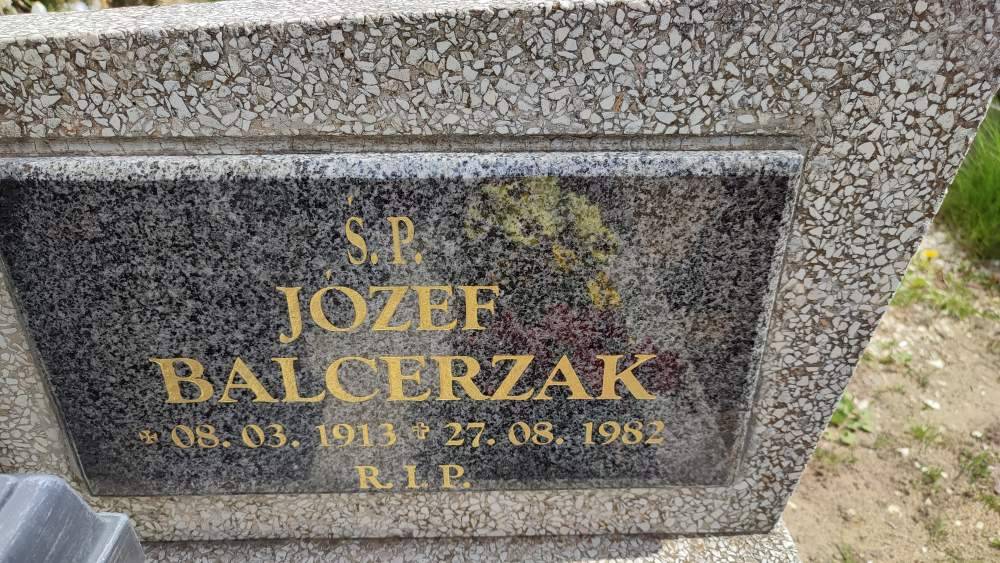 Ś. P.
JÓZEF
BALCERZAK
✠ 08. 03. 1913 ✝ 27. 08. 1982
R. I. P.